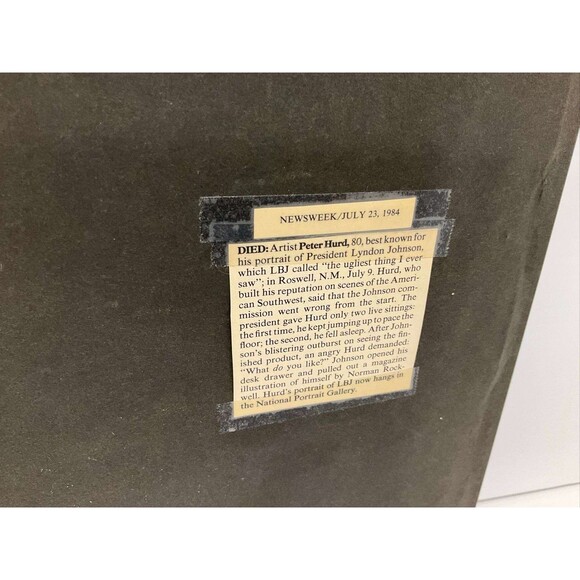 NEWSWEEK/JULY 23, 1984
DIED: Artist Peter Hurd, 80, best known for
his portrait of President Lyndon Johnson,
which LBJ called "the ugliest thing I ever
saw"; in Roswell, N.M., July 9. Hurd, who
built his reputation on scenes of the Ameri-
can Southwest, said that the Johnson com-
mission went wrong from the start. The
president gave Hurd only two live sittings:
the first time, he kept jumping up to pace the
floor; the second, he fell asleep. After John-
son's blistering outburst on seeing the fin-
ished product, an angry Hurd demanded:
"What do you like?" Johnson opened his
desk drawer and pulled out a magazine
illustration of himself by Norman Rock-
well. Hurd's portrait of LBJ now hangs in
the National Portrait Gallery.